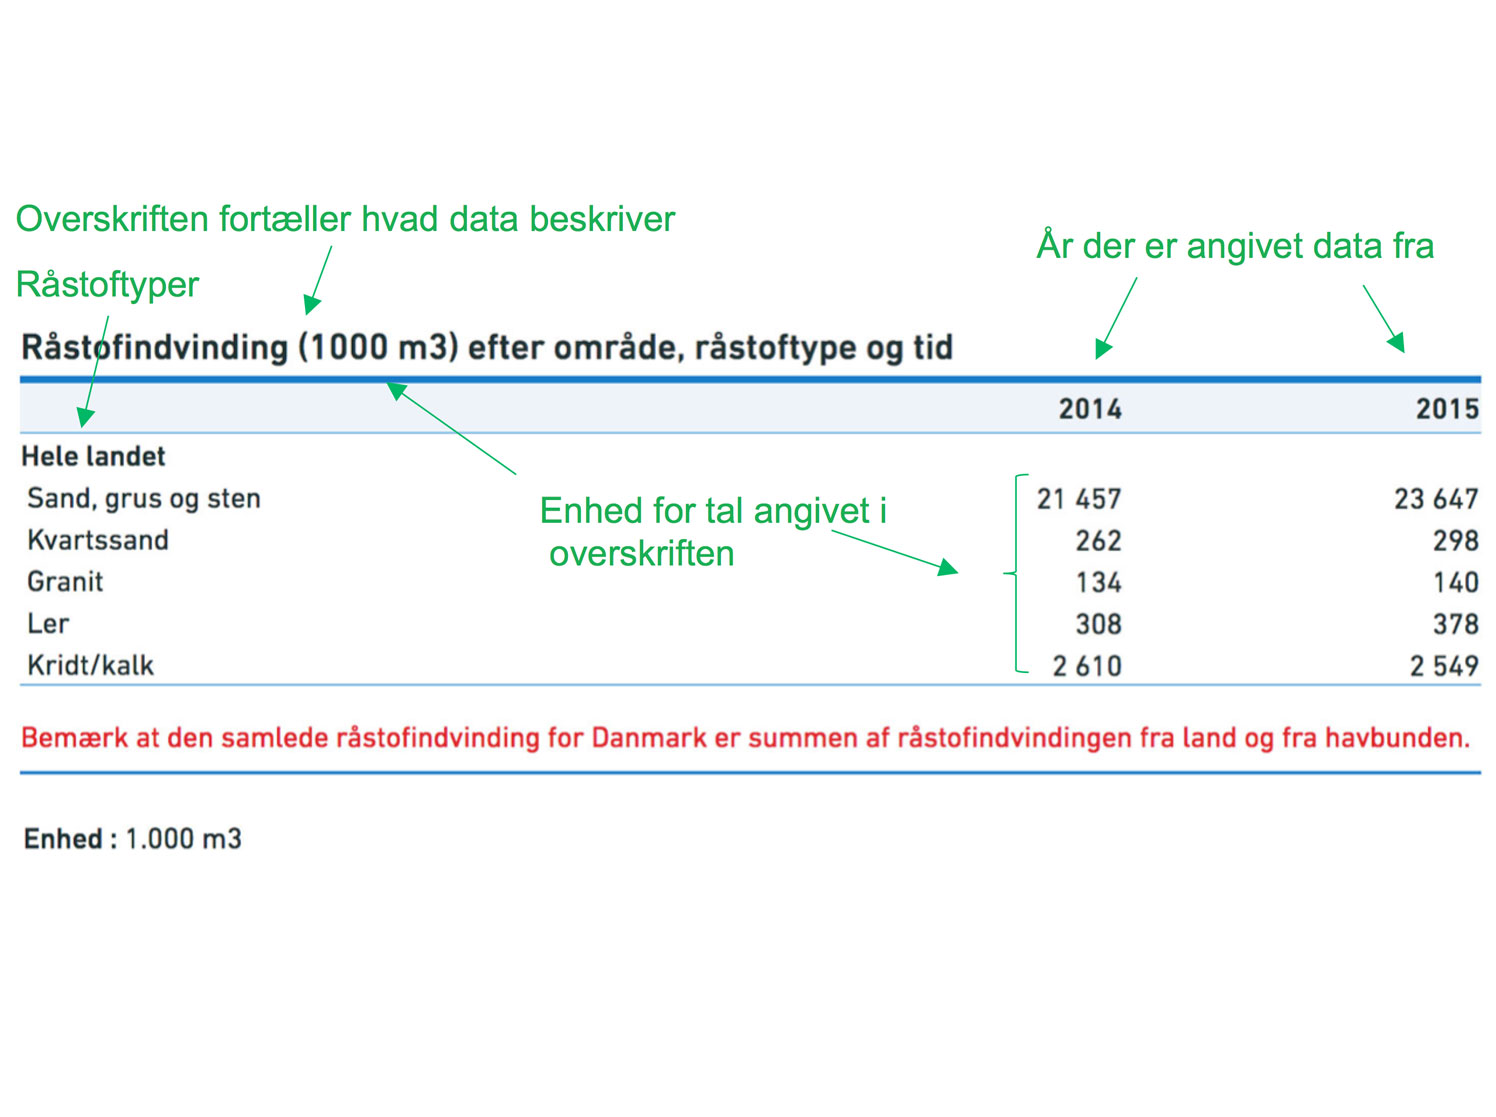 Overskriften fortæller hvad data beskriver
År der er angivet data fra
Råstoftyper
Råstofindvinding (1000 m3) efter område, råstoftype og tid
2014 2015
Hele landet
Sand, grus og sten 21 457 23 647
Kvartssand 262 298
Granit 134 140
Ler 308 378
Kridt/kalk 2 610 2 549
Enhed for tal angivet i
overskriften
Bemærk at den samlede råstofindvinding for Danmark er summen af råstofindvindingen fra land og fra havbunden.
Enhed : 1.000 m3